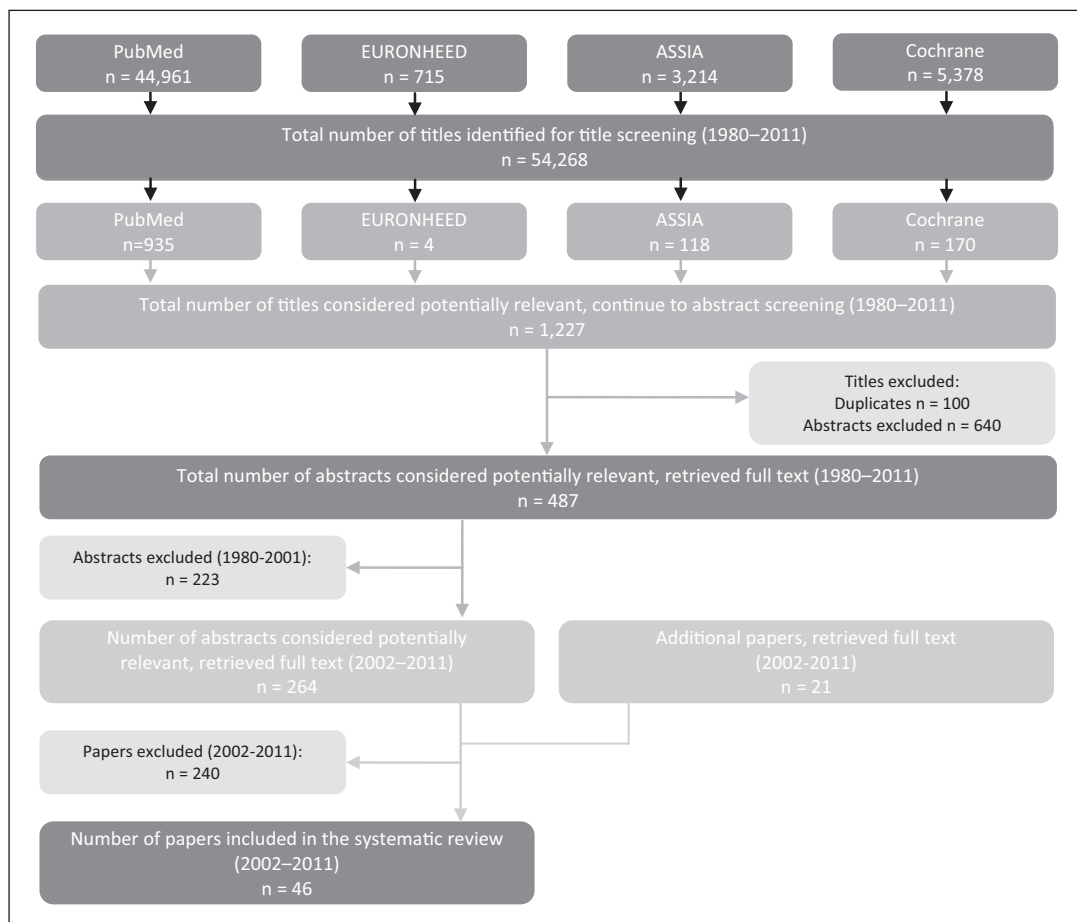 PubMed
n = 44,961
EURONHEED
n = 715
ASSIA
n = 3,214
Cochrane
n = 5,378
Total number of titles identified for title screening (1980–2011)
n = 54,268
PubMed
n=935
EURONHEED
n = 4
ASSIA
n = 118
Cochrane
n = 170
Total number of titles considered potentially relevant, continue to abstract screening (1980–2011)
n = 1,227
Titles excluded:
Duplicates n = 100
Abstracts excluded n = 640
Total number of abstracts considered potentially relevant, retrieved full text (1980–2011)
n = 487
Abstracts excluded (1980-2001):
n = 223
Number of abstracts considered potentially
relevant, retrieved full text (2002–2011)
n = 264
Additional papers, retrieved full text
(2002-2011)
n = 21
Papers excluded (2002-2011):
n = 240
Number of papers included in the systematic review
(2002–2011)
n = 46